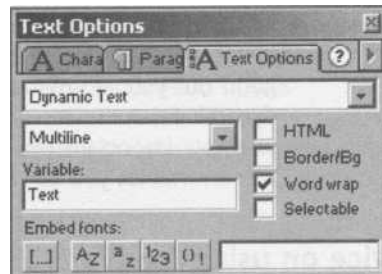 Text Options
Chara Parag Text Options ?
Dynamic Text
Multiline
HTML
Border/Bg
Variable:
Word wrap
Text
Selectable
Embed fonts:
[...] AZ az 123 ()!